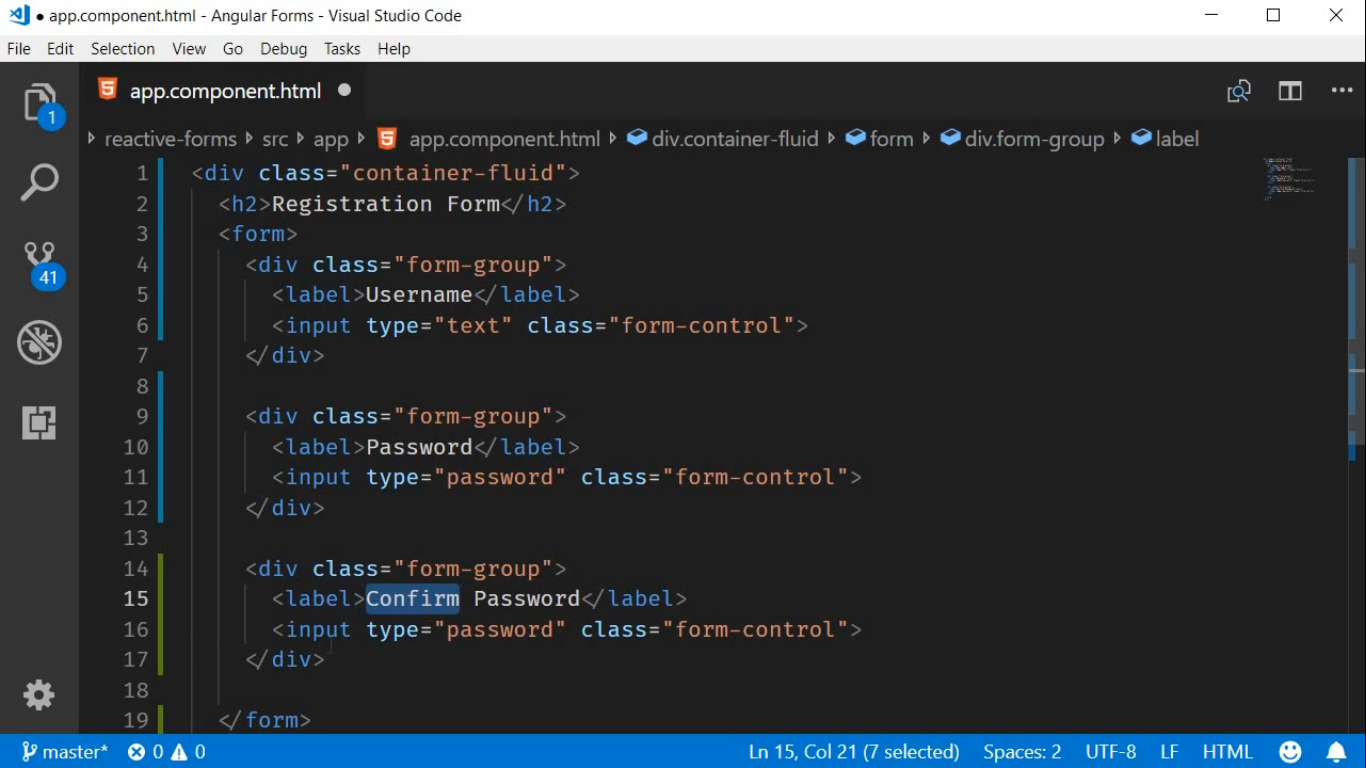 ● app.component.html - Angular Forms - Visual Studio Code
File Edit Selection View Go Debug Tasks Help
app.component.html ●
reactive-forms src app app.component.html div.container-fluid form div.form-group label
1 <div class="container-fluid">
2 <h2>Registration Form</h2>
3 <form>
4 <div class="form-group">
5 <label>Username</label>
6 <input type="text" class="form-control">
7 </div>
8
9 <div class="form-group">
10 <label>Password</label>
11 <input type="password" class="form-control">
12 </div>
13
14 <div class="form-group">
15 <label>Confirm Password</label>
16 <input type="password" class="form-control">
17 </div>
18
19 </form>
1
41
master* 0 0 Ln 15, Col 21 (7 selected) Spaces: 2 UTF-8 LF HTML